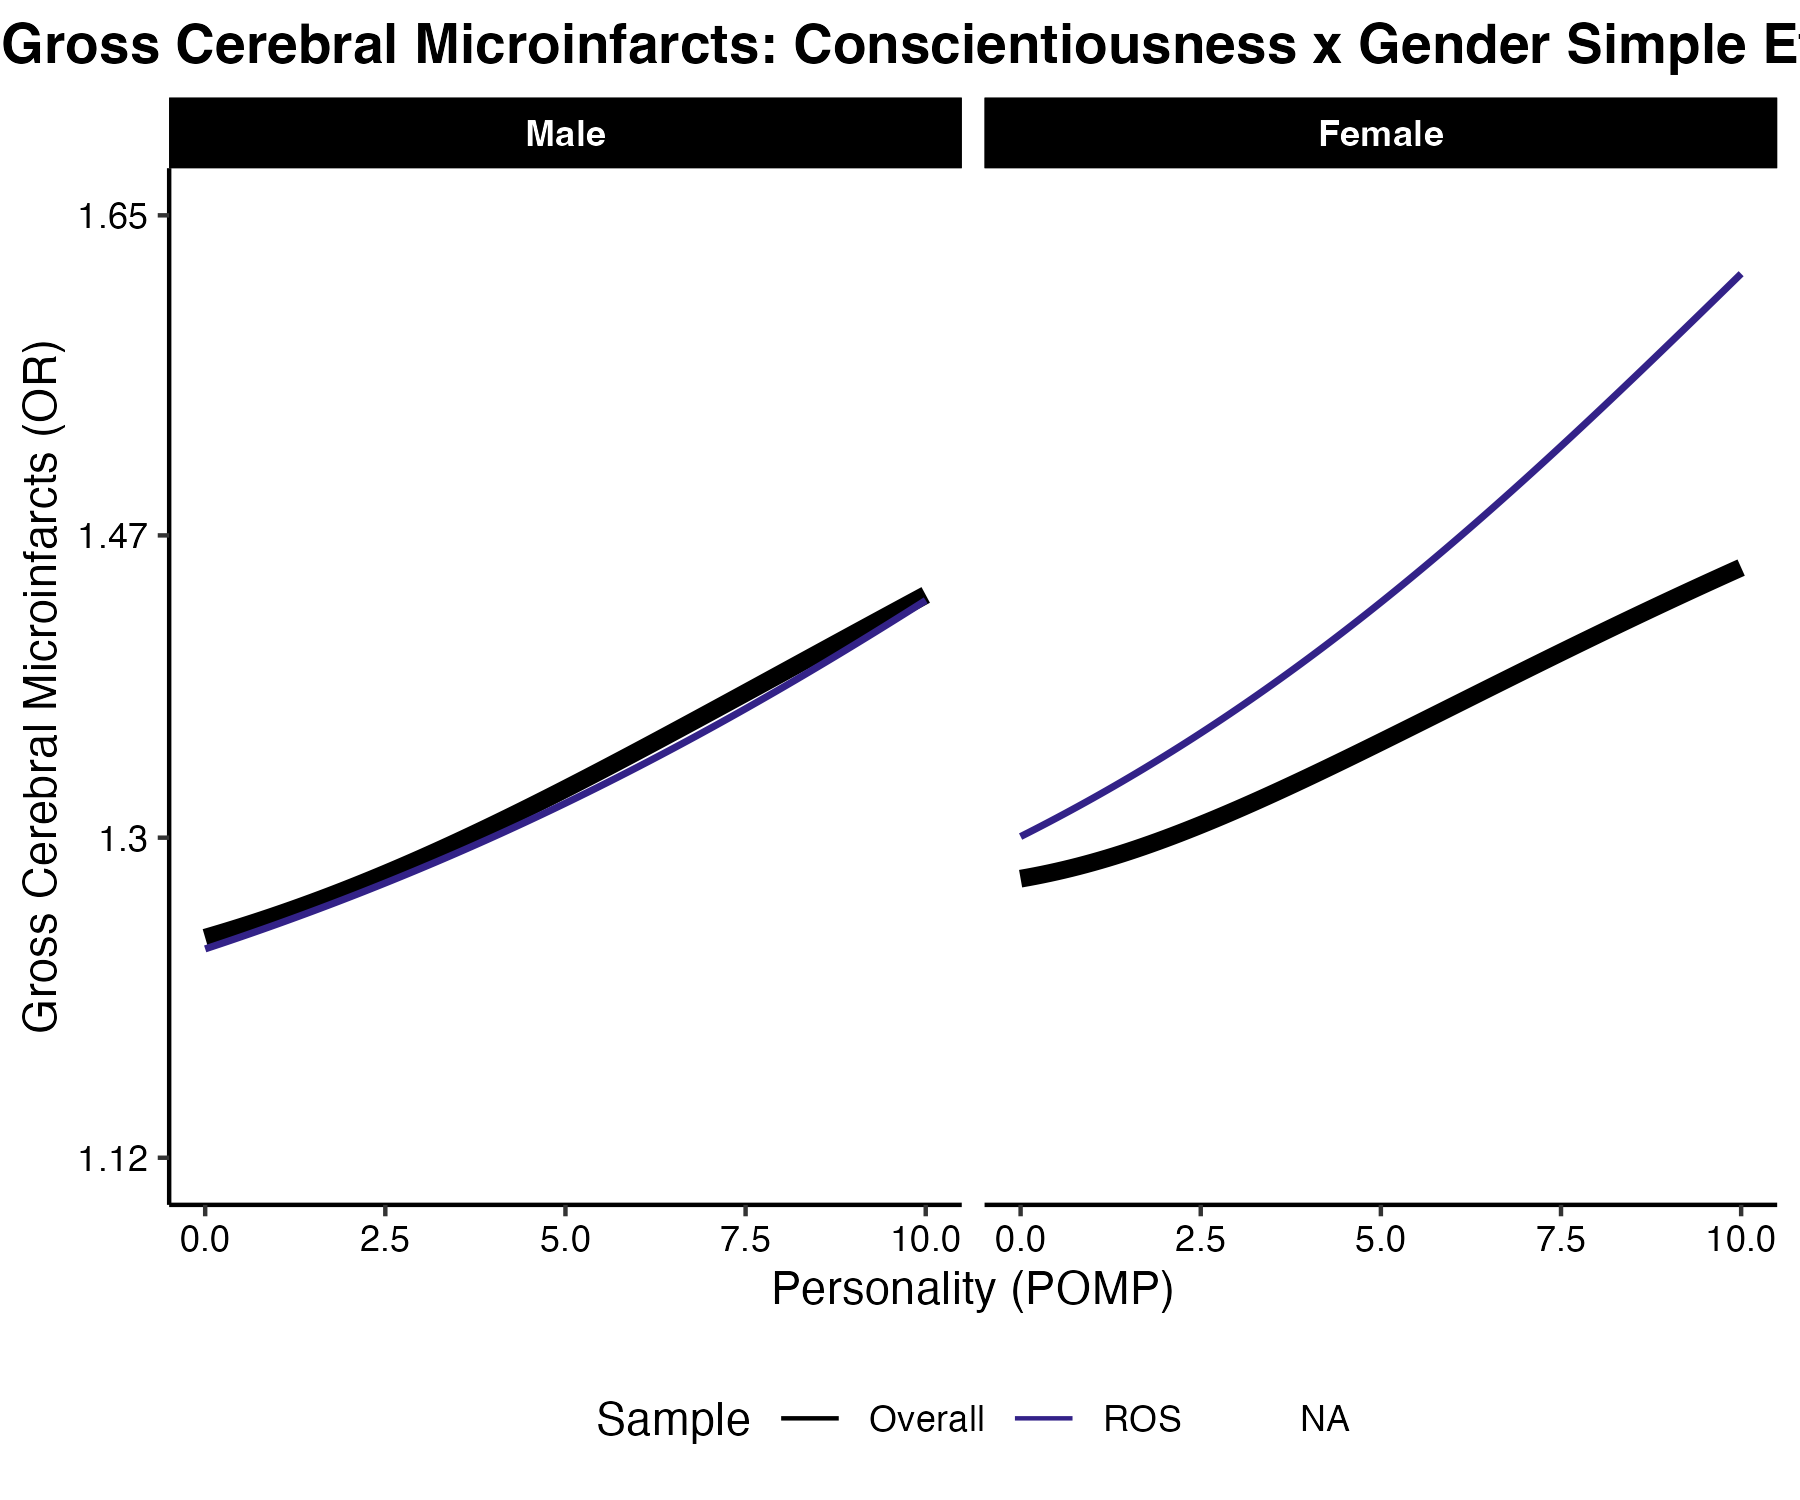 Gross Cerebral Microinfarcts: Conscientiousness x Gender Simple
Male
Female
Gross Cerebral Microinfarcts (OR)
1.65
1.47
1.3
1.12
0.0 2.5 5.0 7.5 10.0
0.0 2.5 5.0 7.5 10.0
Personality (POMP)
Sample Overall ROS NA